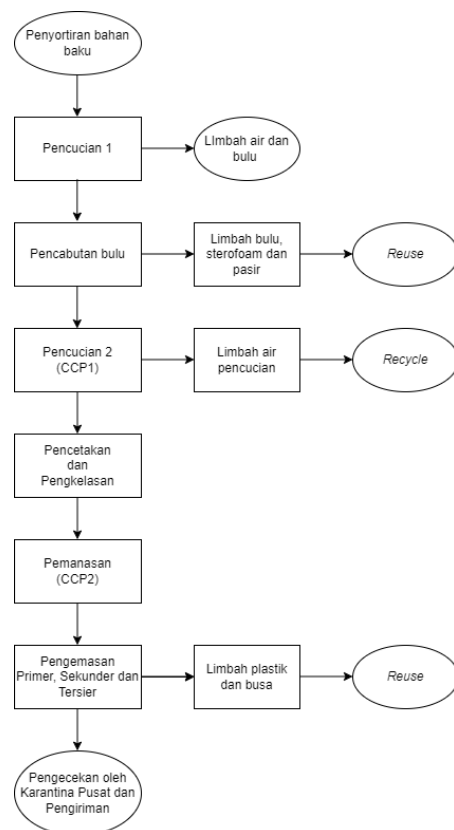 Penyortiran bahan
baku
Pencucian 1
LImbah air dan
bulu
Pencabutan bulu
Limbah bulu,
sterofoam dan
pasir
Reuse
Pencucian 2
(CCP1)
Limbah air
pencucian
Recycle
Pencetakan
dan
Pengkelasan
Pemanasan
(CCP2)
Pengemasan
Primer, Sekunder dan
Tersier
Limbah plastik
dan busa
Reuse
Pengecekan oleh
Karantina Pusat dan
Pengiriman